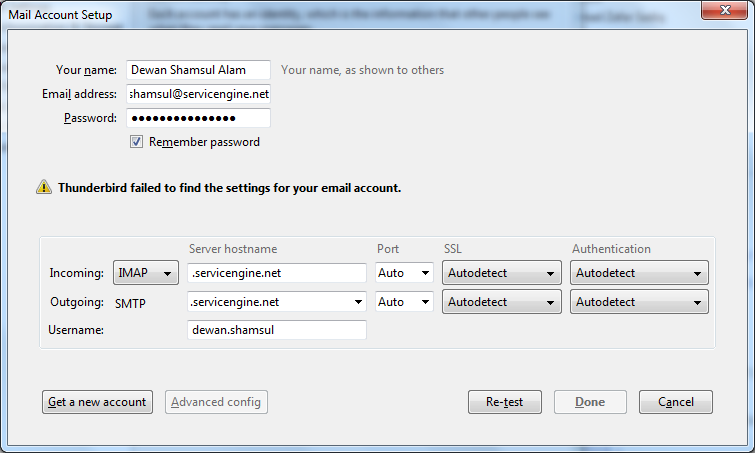 Mail Account Setup
Your name: Dewan Shamsul Alam Your name, as shown to others
Email address: shamsul@servicengine.net
Password: ●●●●●●●●●●●●●●●
Remember password
Thunderbird failed to find the settings for your email account.
Server hostname Port SSL Authentication
Incoming: IMAP .servicengine.net Auto Autodetect Autodetect
Outgoing: SMTP .servicengine.net Auto Autodetect Autodetect
Username: dewan.shamsul
Get a new account Advanced config Re-test Done Cancel